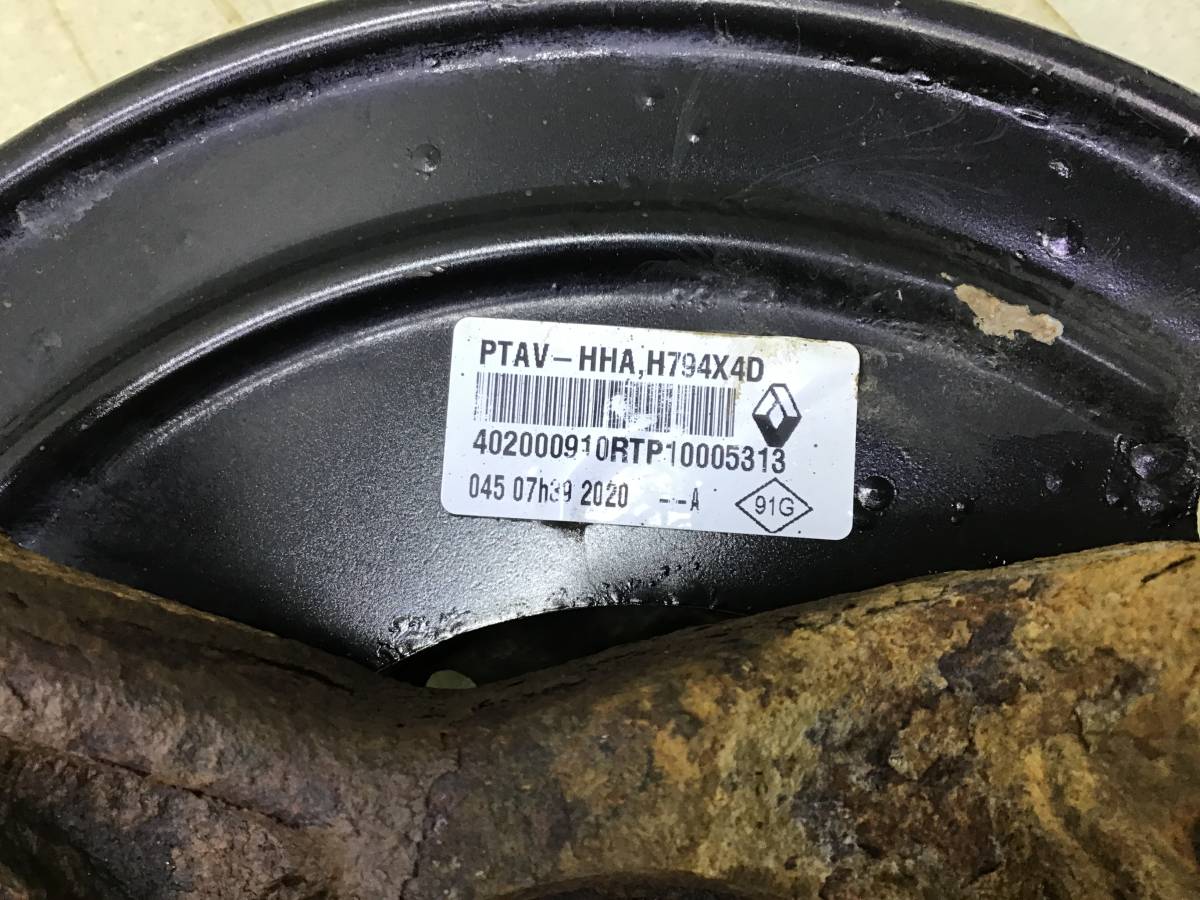 PTAV-HHA,H794X4D
402000910RTP10005313
045 07h39 2020 --A
91G